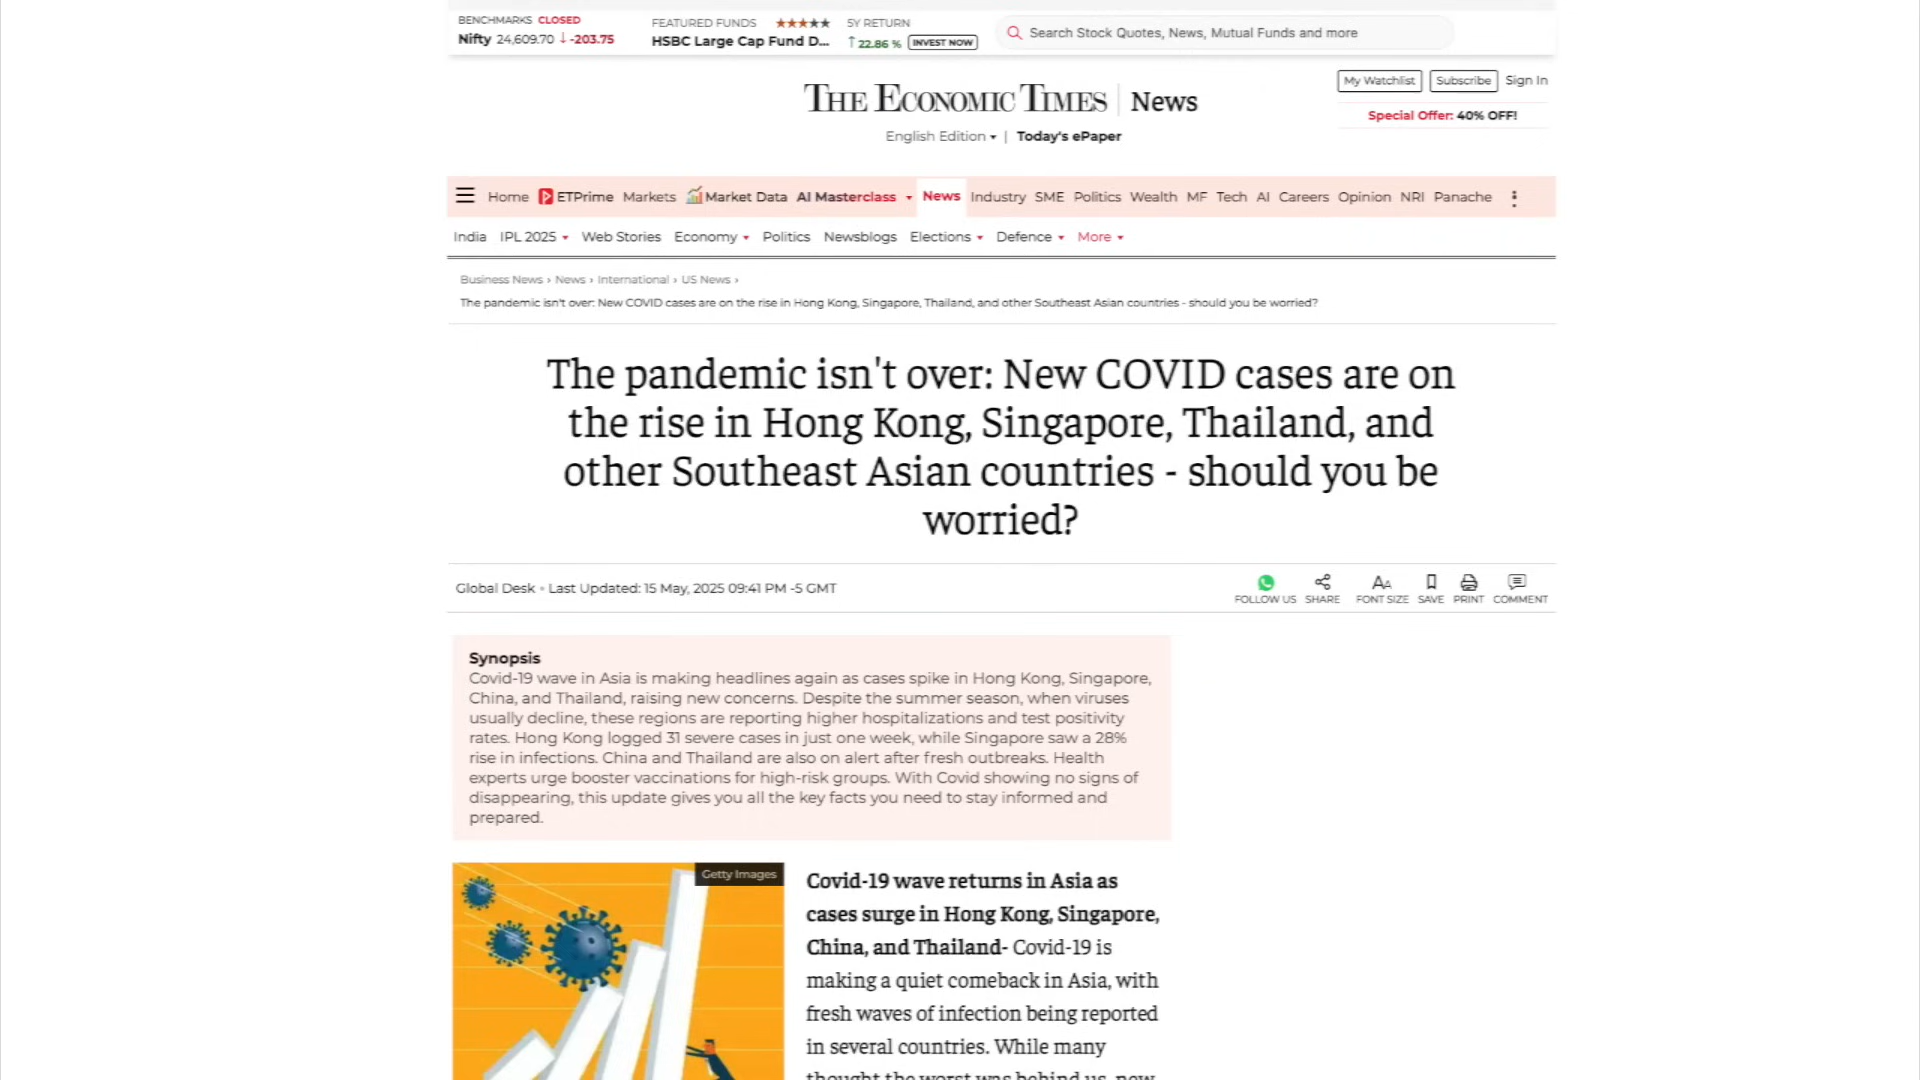 BENCHMARKS CLOSED
Nifty 24,609.70 ↓ -203.75
FEATURED FUNDS ★★★★★
HSBC Large Cap Fund D...
5Y RETURN
↑ 22.86 % INVEST NOW
Search Stock Quotes, News, Mutual Funds and more
THE ECONOMIC TIMES | News
English Edition | Today's ePaper
My Watchlist Subscribe Sign In
Special Offer: 40% OFF!
Home ETPrime Markets Market Data AI Masterclass News Industry SME Politics Wealth MF Tech AI Careers Opinion NRI Panache
India IPL 2025 Web Stories Economy Politics Newsblogs Elections Defence More
Business News › News › International › US News ›
The pandemic isn't over: New COVID cases are on the rise in Hong Kong, Singapore, Thailand, and other Southeast Asian countries - should you be worried?
The pandemic isn't over: New COVID cases are on
the rise in Hong Kong, Singapore, Thailand, and
other Southeast Asian countries - should you be
worried?
Global Desk • Last Updated: 15 May, 2025 09:41 PM -5 GMT
FOLLOW US SHARE FONT SIZE SAVE PRINT COMMENT
Synopsis
Covid-19 wave in Asia is making headlines again as cases spike in Hong Kong, Singapore,
China, and Thailand, raising new concerns. Despite the summer season, when viruses
usually decline, these regions are reporting higher hospitalizations and test positivity
rates. Hong Kong logged 31 severe cases in just one week, while Singapore saw a 28%
rise in infections. China and Thailand are also on alert after fresh outbreaks. Health
experts urge booster vaccinations for high-risk groups. With Covid showing no signs of
disappearing, this update gives you all the key facts you need to stay informed and
prepared.
Getty Images
Covid-19 wave returns in Asia as
cases surge in Hong Kong, Singapore,
China, and Thailand- Covid-19 is
making a quiet comeback in Asia, with
fresh waves of infection being reported
in several countries. While many
thought the worst was behind us, new